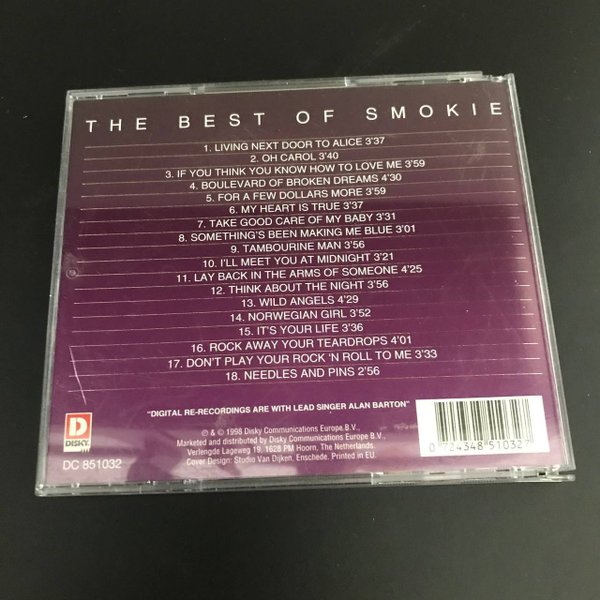 THE BEST OF SMOKIE
1. LIVING NEXT DOOR TO ALICE 3'37
2. OH CAROL 3'40
3. IF YOU THINK YOU KNOW HOW TO LOVE ME 3'59
4. BOULEVARD OF BROKEN DREAMS 4'30
5. FOR A FEW DOLLARS MORE 3'59
6. MY HEART IS TRUE 3'37
7. TAKE GOOD CARE OF MY BABY 3'31
8. SOMETHING'S BEEN MAKING ME BLUE 3'01
9. TAMBOURINE MAN 3'56
10. I'LL MEET YOU AT MIDNIGHT 3'21
11. LAY BACK IN THE ARMS OF SOMEONE 4'25
12. THINK ABOUT THE NIGHT 3'56
13. WILD ANGELS 4'29
14. NORWEGIAN GIRL 3'52
15. IT'S YOUR LIFE 3'36
16. ROCK AWAY YOUR TEARDROPS 4'01
17. DON'T PLAY YOUR ROCK 'N ROLL TO ME 3'33
18. NEEDLES AND PINS 2'56
"DIGITAL RE-RECORDINGS ARE WITH LEAD SINGER ALAN BARTON"
℗ & © 1998 Disky Communications Europe B.V.,
Marketed and distributed by Disky Communications Europe B.V.,
Verlengde Lageweg 19, 1628 PM Hoorn, The Netherlands.
Cover Design: Studio Van Dijken, Enschede. Printed in EU.
D
DISKY
DC 851032
0 724348 510327